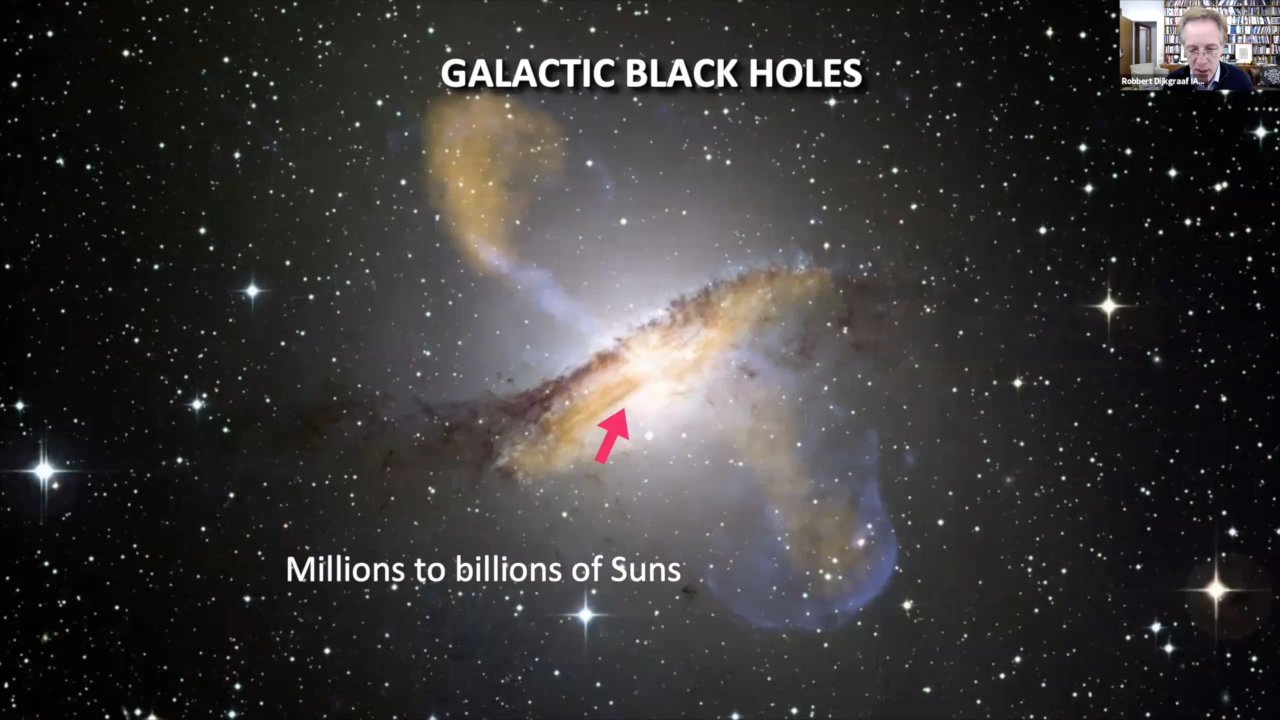 GALACTIC BLACK HOLES
Robbert Dijkgraaf IA...
Millions to billions of Suns